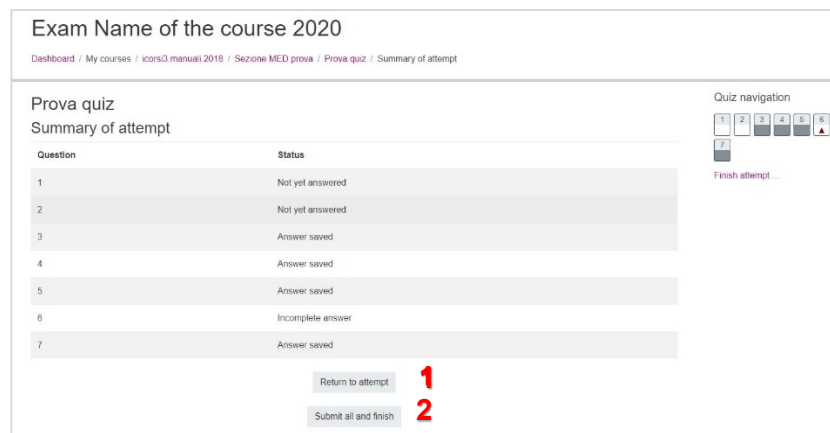 Exam Name of the course 2020
Dashboard / My courses / icorsi3.manuali.2018 / Sezione MED prova / Prova quiz / Summary of attempt
Prova quiz
Summary of attempt
Question Status
1 Not yet answered
2 Not yet answered
3 Answer saved
4 Answer saved
5 Answer saved
6 Incomplete answer
7 Answer saved
Return to attempt 1
Submit all and finish 2
Quiz navigation
1 2 3 4 5 6
7
Finish attempt ...